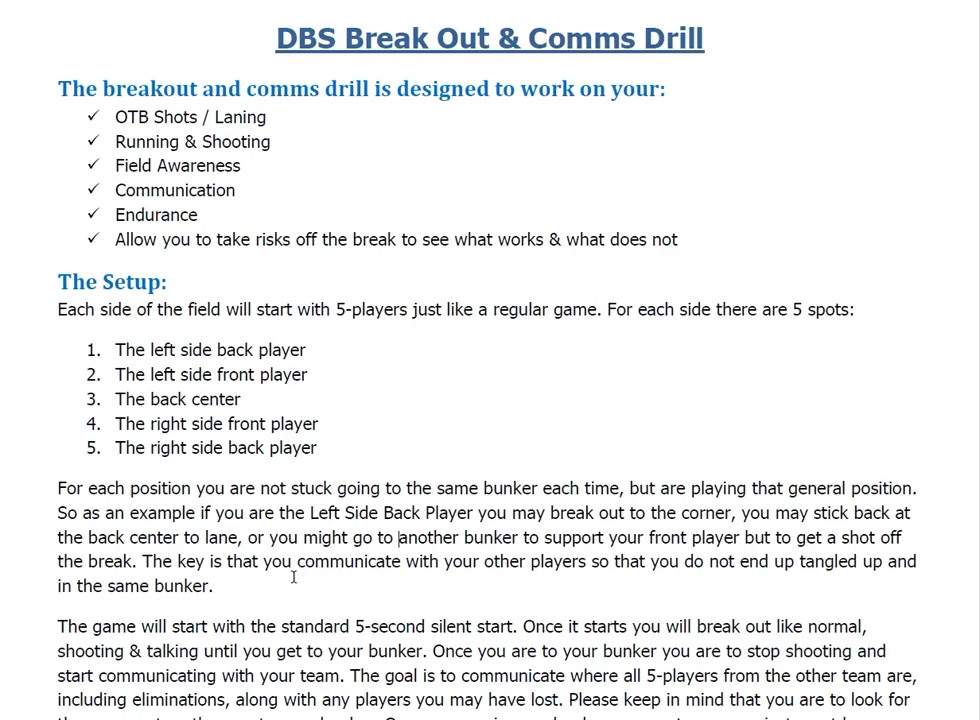 DBS Break Out & Comms Drill
The breakout and comms drill is designed to work on your:
✓ OTB Shots / Laning
✓ Running & Shooting
✓ Field Awareness
✓ Communication
✓ Endurance
✓ Allow you to take risks off the break to see what works & what does not
The Setup:
Each side of the field will start with 5-players just like a regular game. For each side there are 5 spots:
1. The left side back player
2. The left side front player
3. The back center
4. The right side front player
5. The right side back player
For each position you are not stuck going to the same bunker each time, but are playing that general position.
So as an example if you are the Left Side Back Player you may break out to the corner, you may stick back at
the back center to lane, or you might go to another bunker to support your front player but to get a shot off
the break. The key is that you communicate with your other players so that you do not end up tangled up and
in the same bunker.
The game will start with the standard 5-second silent start. Once it starts you will break out like normal,
shooting & talking until you get to your bunker. Once you are to your bunker you are to stop shooting and
start communicating with your team. The goal is to communicate where all 5-players from the other team are,
including eliminations, along with any players you may have lost. Please keep in mind that you are to look for